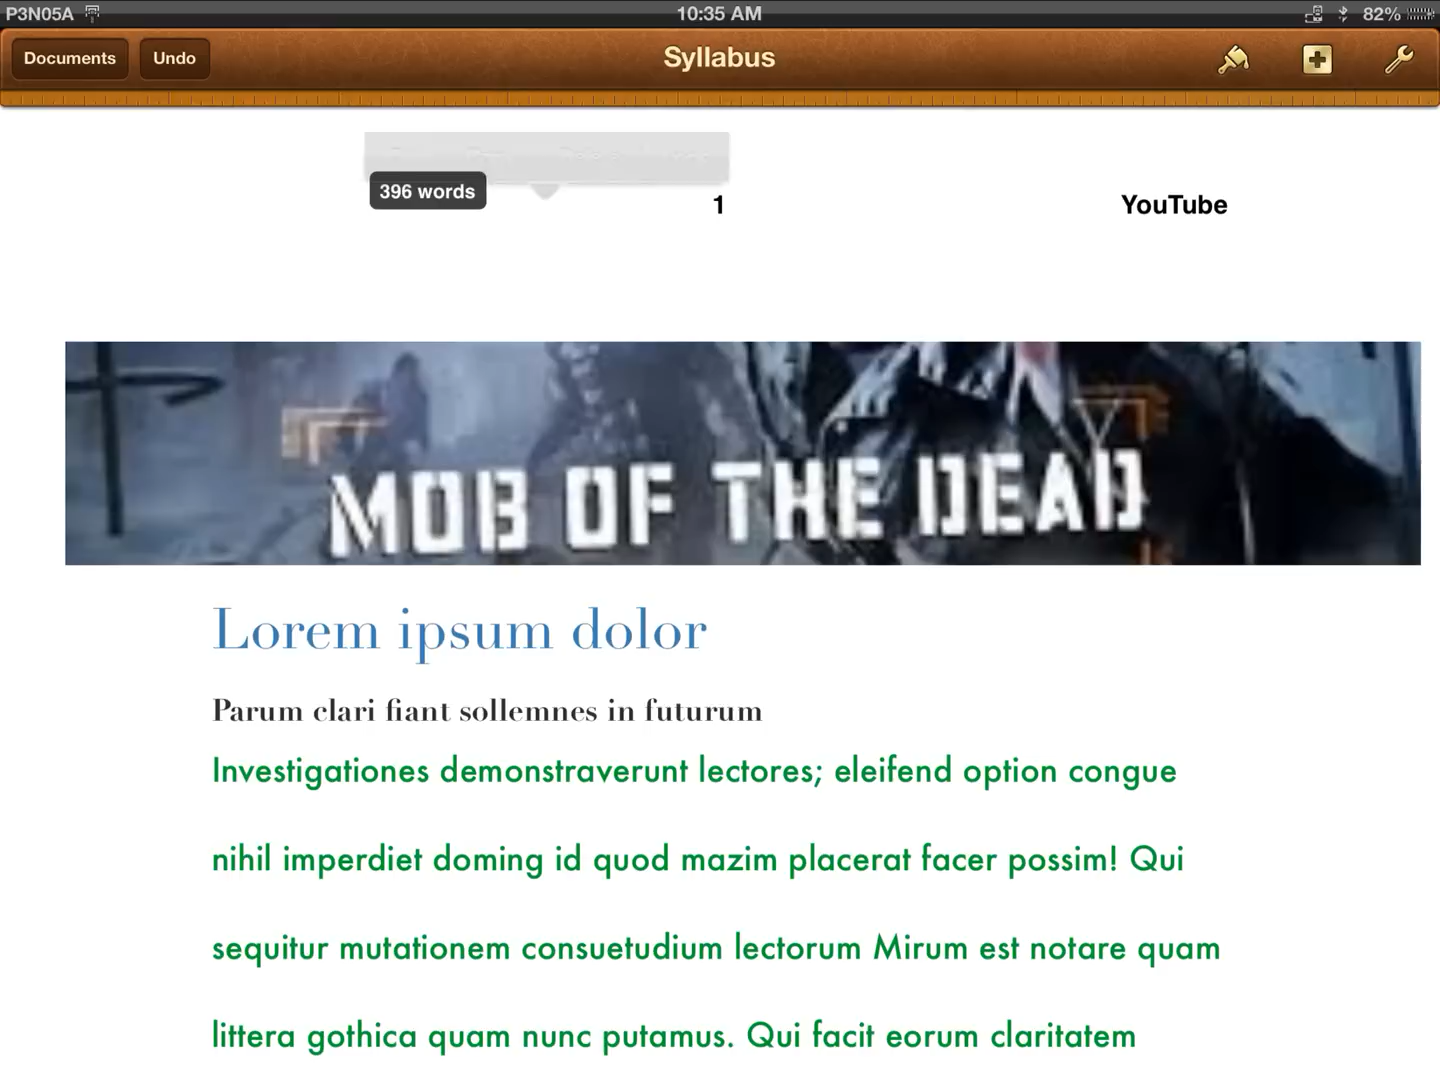 P3N05A 10:35 AM 82%
Documents Undo Syllabus
396 words
1 YouTube
MOB OF THE DEAD
Lorem ipsum dolor
Parum clari fiant sollemnes in futurum
Investigationes demonstraverunt lectores; eleifend option congue
nihil imperdiet doming id quod mazim placerat facer possim! Qui
sequitur mutationem consuetudium lectorum Mirum est notare quam
littera gothica quam nunc putamus. Qui facit eorum claritatem